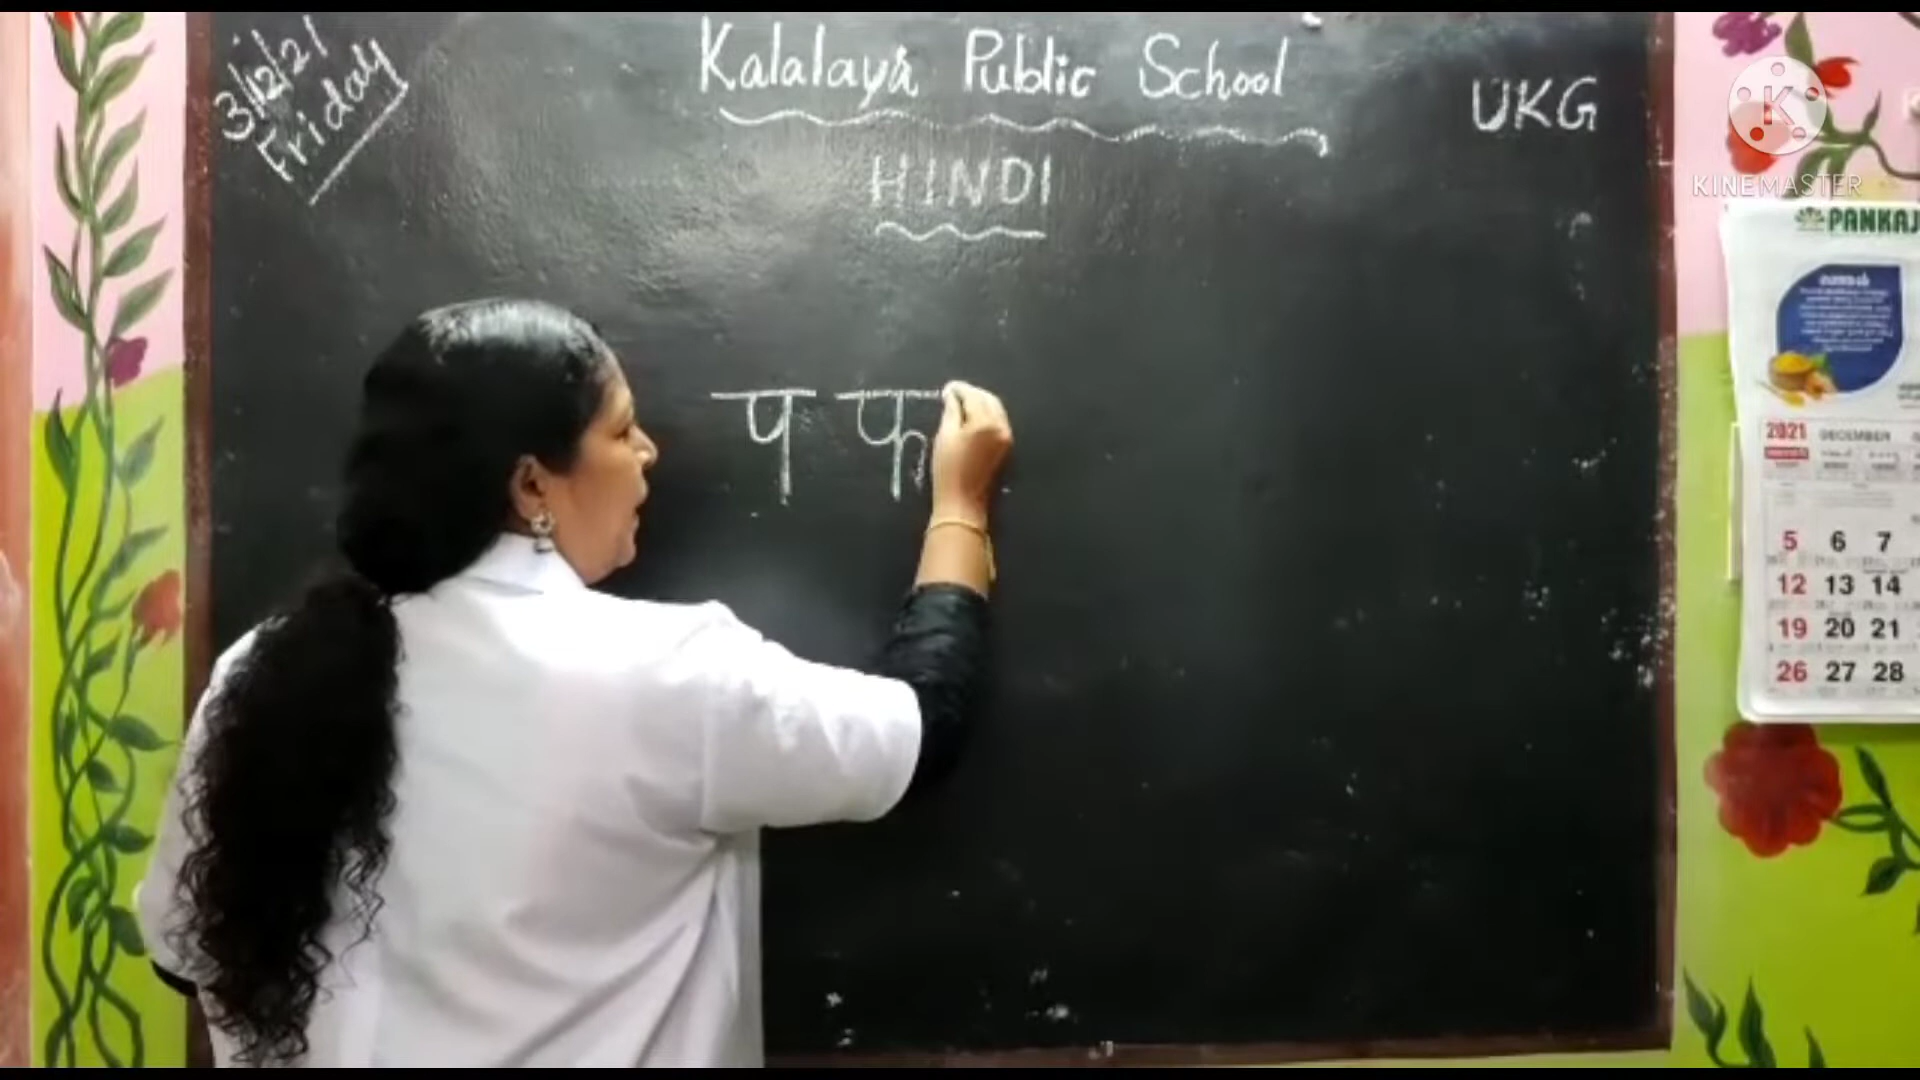 3/12/21
Friday
Kalalaya Public School
UKG
HINDI
प फ
KINEMASTER
PANKAJ
2021 DECEMBER
5 6 7
12 13 14
19 20 21
26 27 28